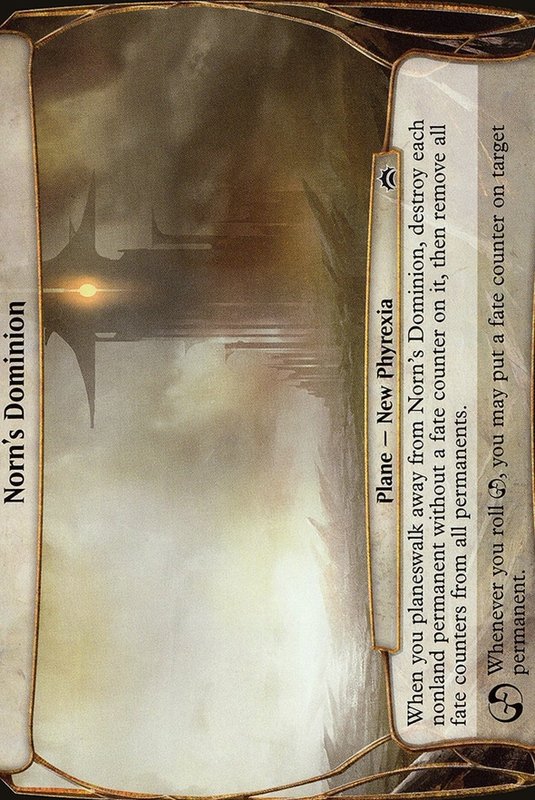 Norn's Dominion
Plane — New Phyrexia
When you planeswalk away from Norn's Dominion, destroy each
nonland permanent without a fate counter on it, then remove all
fate counters from all permanents.
Whenever you roll , you may put a fate counter on target
permanent.